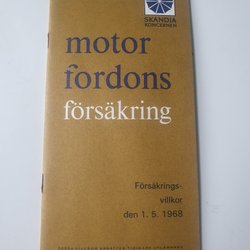 SKANDIA
KONCERNEN
motor
fordons
försäkring
Försäkrings-
villkor
den 1. 5. 1968